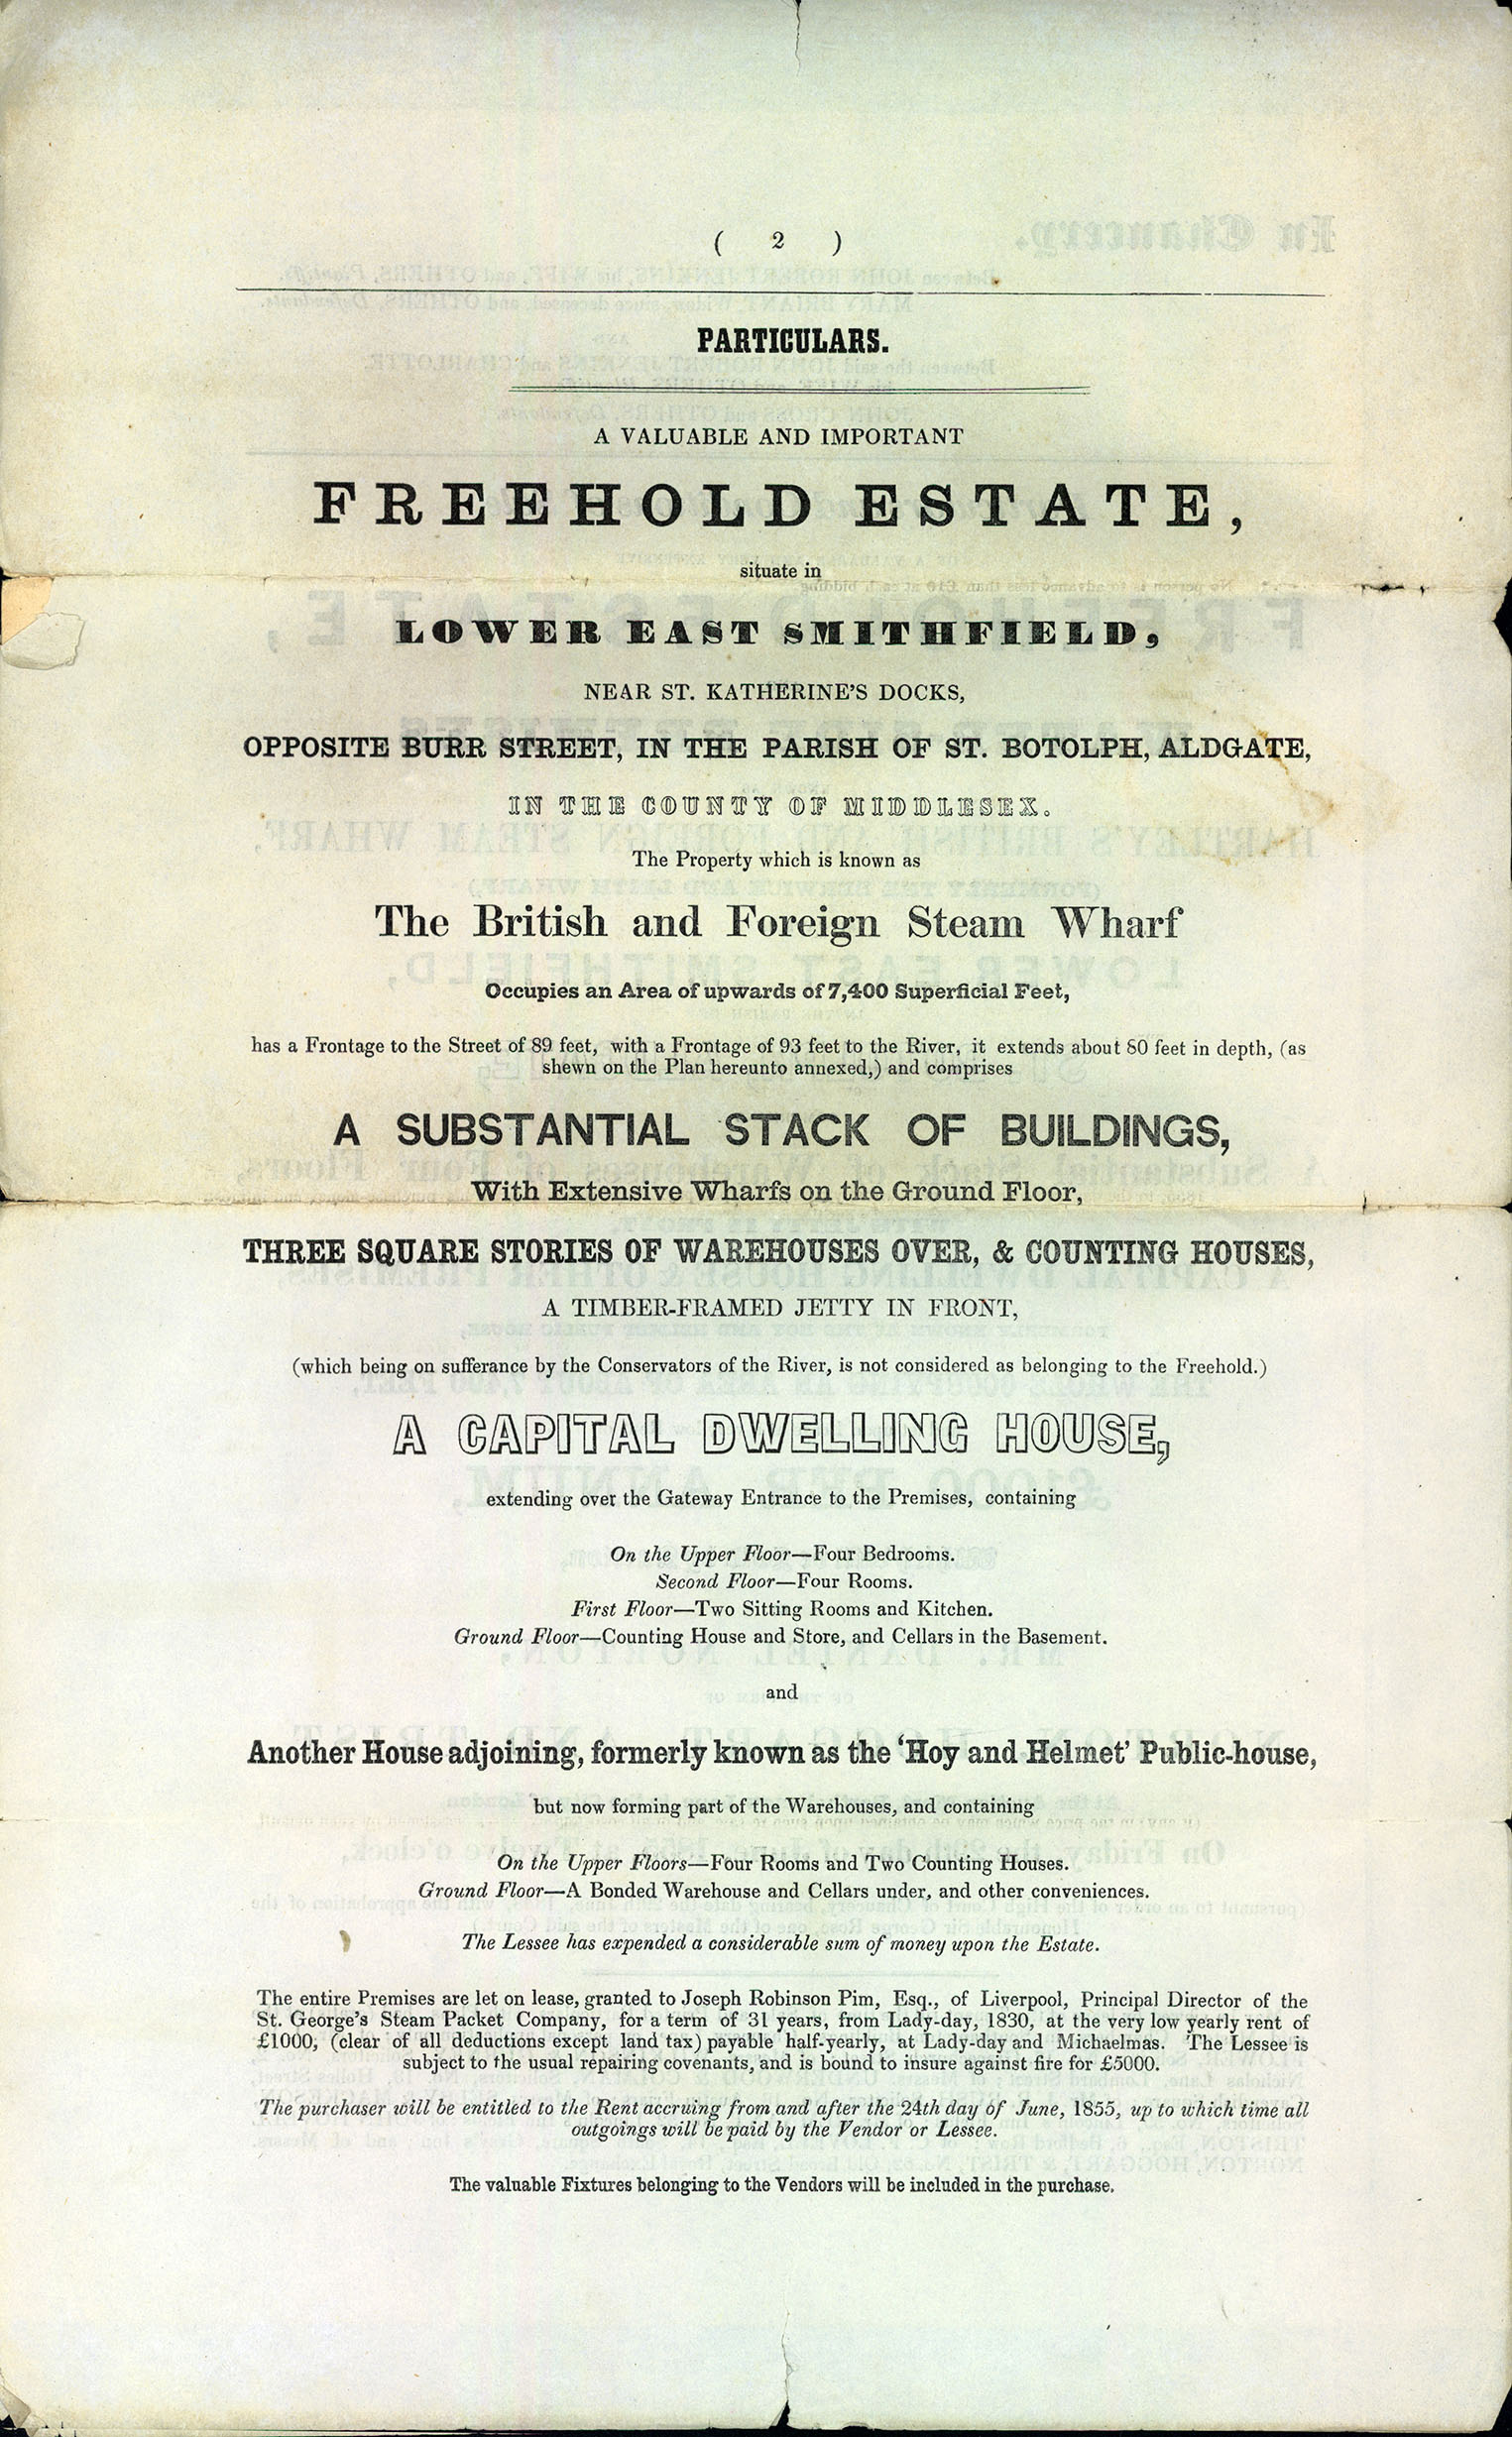 ( 2 )
PARTICULARS.
A VALUABLE AND IMPORTANT
FREEHOLD ESTATE,
situate in
LOWER EAST SMITHFIELD,
NEAR ST. KATHERINE'S DOCKS,
OPPOSITE BURR STREET, IN THE PARISH OF ST. BOTOLPH, ALDGATE,
IN THE COUNTY OF MIDDLESEX.
The Property which is known as
The British and Foreign Steam Wharf
Occupies an Area of upwards of 7,400 Superficial Feet,
has a Frontage to the Street of 89 feet, with a Frontage of 93 feet to the River, it extends about 80 feet in depth, (as
shewn on the Plan hereunto annexed,) and comprises
A SUBSTANTIAL STACK OF BUILDINGS,
With Extensive Wharfs on the Ground Floor,
THREE SQUARE STORIES OF WAREHOUSES OVER, & COUNTING HOUSES,
A TIMBER-FRAMED JETTY IN FRONT,
(which being on sufferance by the Conservators of the River, is not considered as belonging to the Freehold.)
A CAPITAL DWELLING HOUSE,
extending over the Gateway Entrance to the Premises, containing
On the Upper Floor—Four Bedrooms.
Second Floor—Four Rooms.
First Floor—Two Sitting Rooms and Kitchen.
Ground Floor—Counting House and Store, and Cellars in the Basement.
and
Another House adjoining, formerly known as the 'Hoy and Helmet' Public-house,
but now forming part of the Warehouses, and containing
On the Upper Floors—Four Rooms and Two Counting Houses.
Ground Floor—A Bonded Warehouse and Cellars under, and other conveniences.
The Lessee has expended a considerable sum of money upon the Estate.
The entire Premises are let on lease, granted to Joseph Robinson Pim, Esq., of Liverpool, Principal Director of the
St. George's Steam Packet Company, for a term of 31 years, from Lady-day, 1830, at the very low yearly rent of
£1000, (clear of all deductions except land tax) payable half-yearly, at Lady-day and Michaelmas. The Lessee is
subject to the usual repairing covenants, and is bound to insure against fire for £5000.
The purchaser will be entitled to the Rent accruing from and after the 24th day of June, 1855, up to which time all
outgoings will be paid by the Vendor or Lessee.
The valuable Fixtures belonging to the Vendors will be included in the purchase.